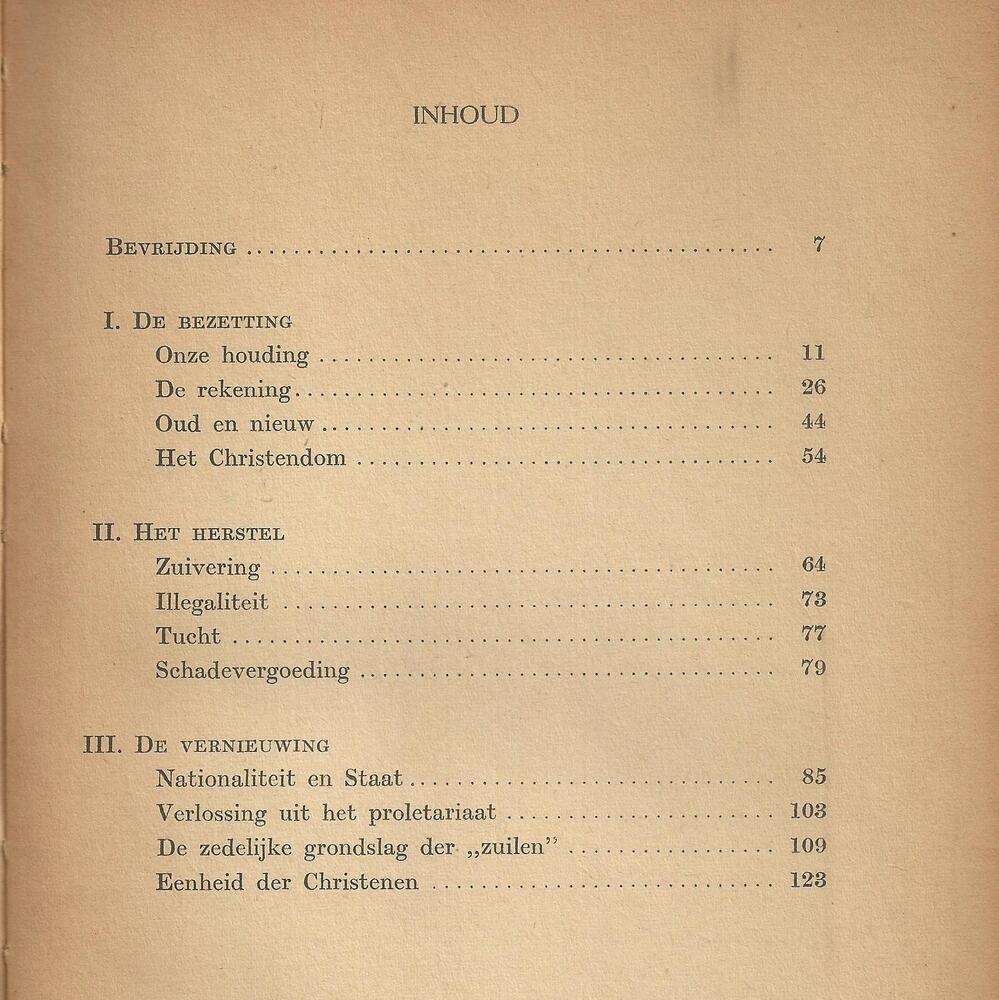 INHOUD
BEVRIJDING ............................................ 7
I. DE BEZETTING
Onze houding ...................................... 11
De rekening ........................................ 26
Oud en nieuw ...................................... 44
Het Christendom ................................... 54
II. HET HERSTEL
Zuivering .......................................... 64
Illegaliteit ......................................... 73
Tucht ............................................. 77
Schadevergoeding .................................. 79
III. DE VERNIEUWING
Nationaliteit en Staat ............................... 85
Verlossing uit het proletariaat ....................... 103
De zedelijke grondslag der „zuilen” .................. 109
Eenheid der Christenen ............................. 123